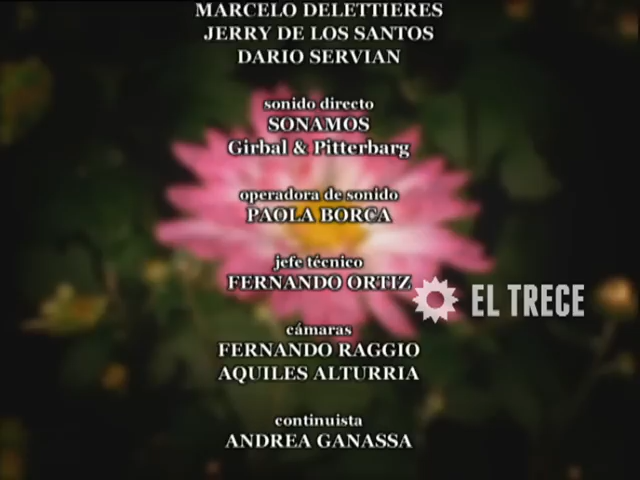 MARCELO DELETTIERES
JERRY DE LOS SANTOS
DARIO SERVIAN
sonido directo
SONAMOS
Girbal & Pitterbarg
operadora de sonido
PAOLA BORCA
jefe técnico
FERNANDO ORTIZ
EL TRECE
cámaras
FERNANDO RAGGIO
AQUILES ALTURRIA
continuista
ANDREA GANASSA